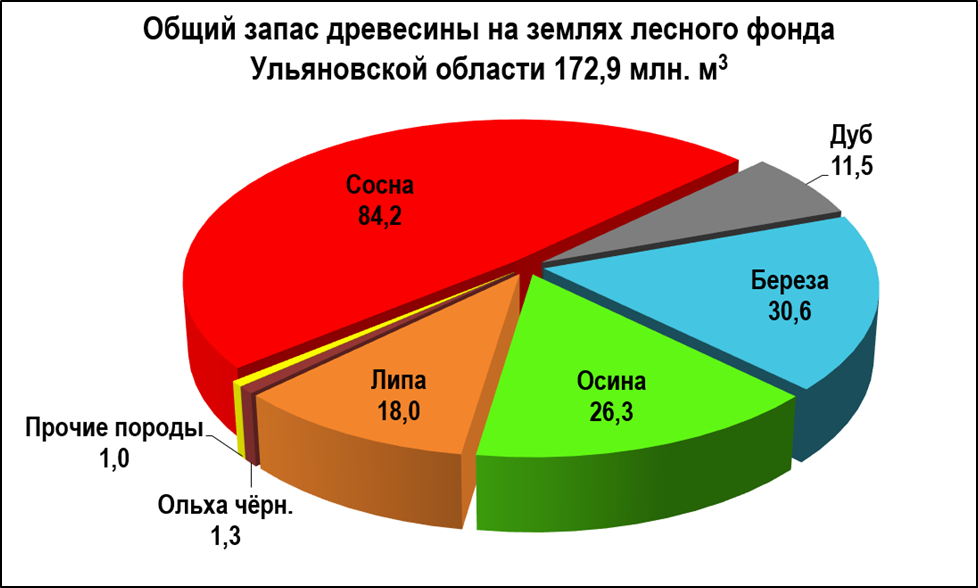 Общий запас древесины на землях лесного фонда
Ульяновской области 172,9 млн. м³
Дуб
11,5
Сосна
84,2
Береза
30,6
Липа
18,0
Осина
26,3
Прочие породы
1,0
Ольха чёрн.
1,3